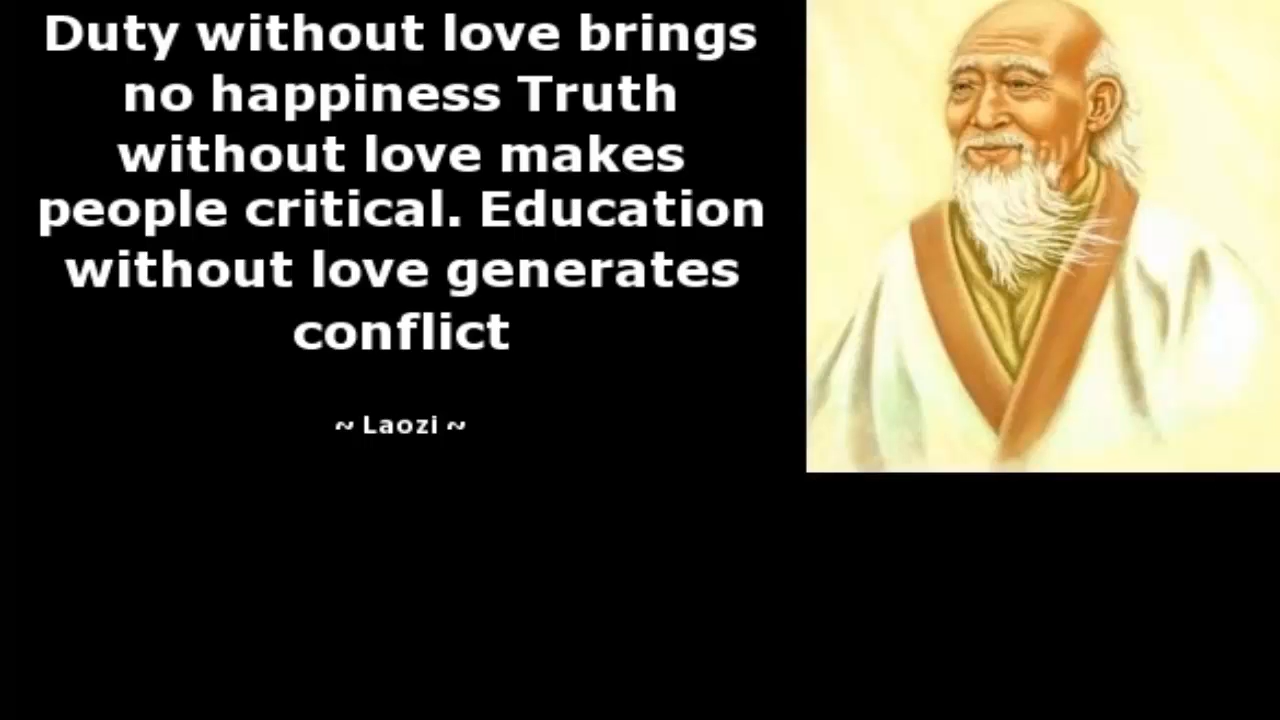 Duty without love brings
no happiness Truth
without love makes
people critical. Education
without love generates
conflict
~ Laozi ~